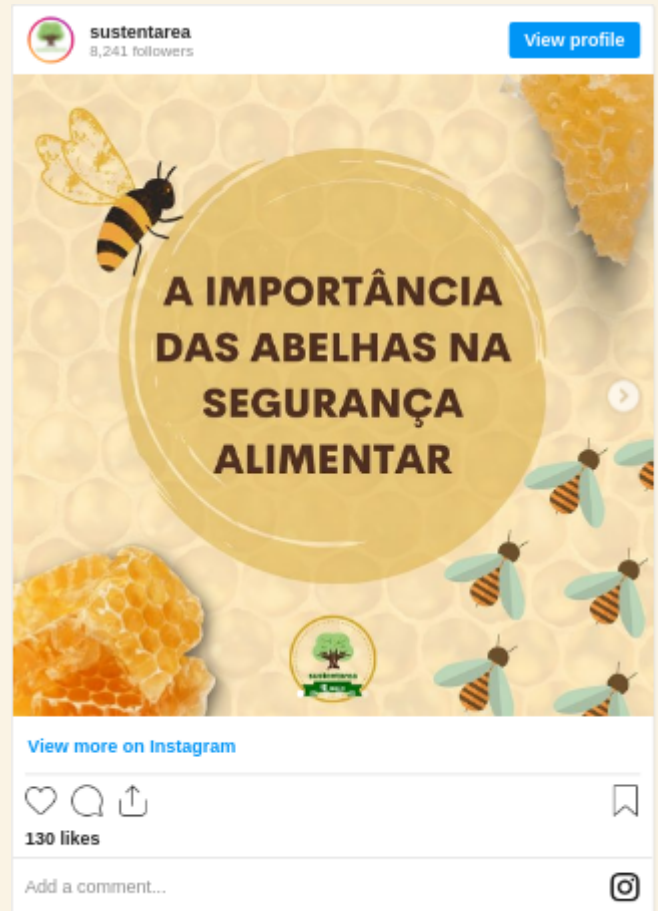 sustentarea
8,241 followers
View profile
A IMPORTÂNCIA
DAS ABELHAS NA
SEGURANÇA
ALIMENTAR
sustentarea
View more on Instagram
130 likes
Add a comment...